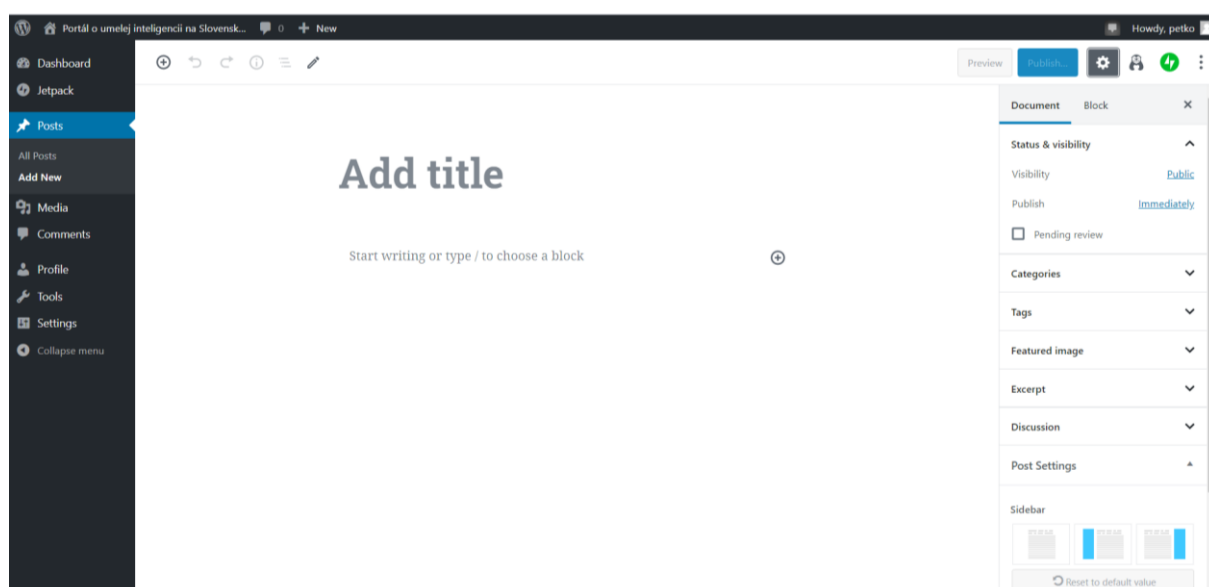 Portál o umelej inteligencii na Slovensk... 0 New Howdy, petko
Dashboard
Jetpack
Posts
All Posts
Add New
Media
Comments
Profile
Tools
Settings
Collapse menu
Preview Publish...
Add title
Start writing or type / to choose a block
Document Block
Status & visibility
Visibility Public
Publish Immediately
Pending review
Categories
Tags
Featured image
Excerpt
Discussion
Post Settings
Sidebar
Reset to default value